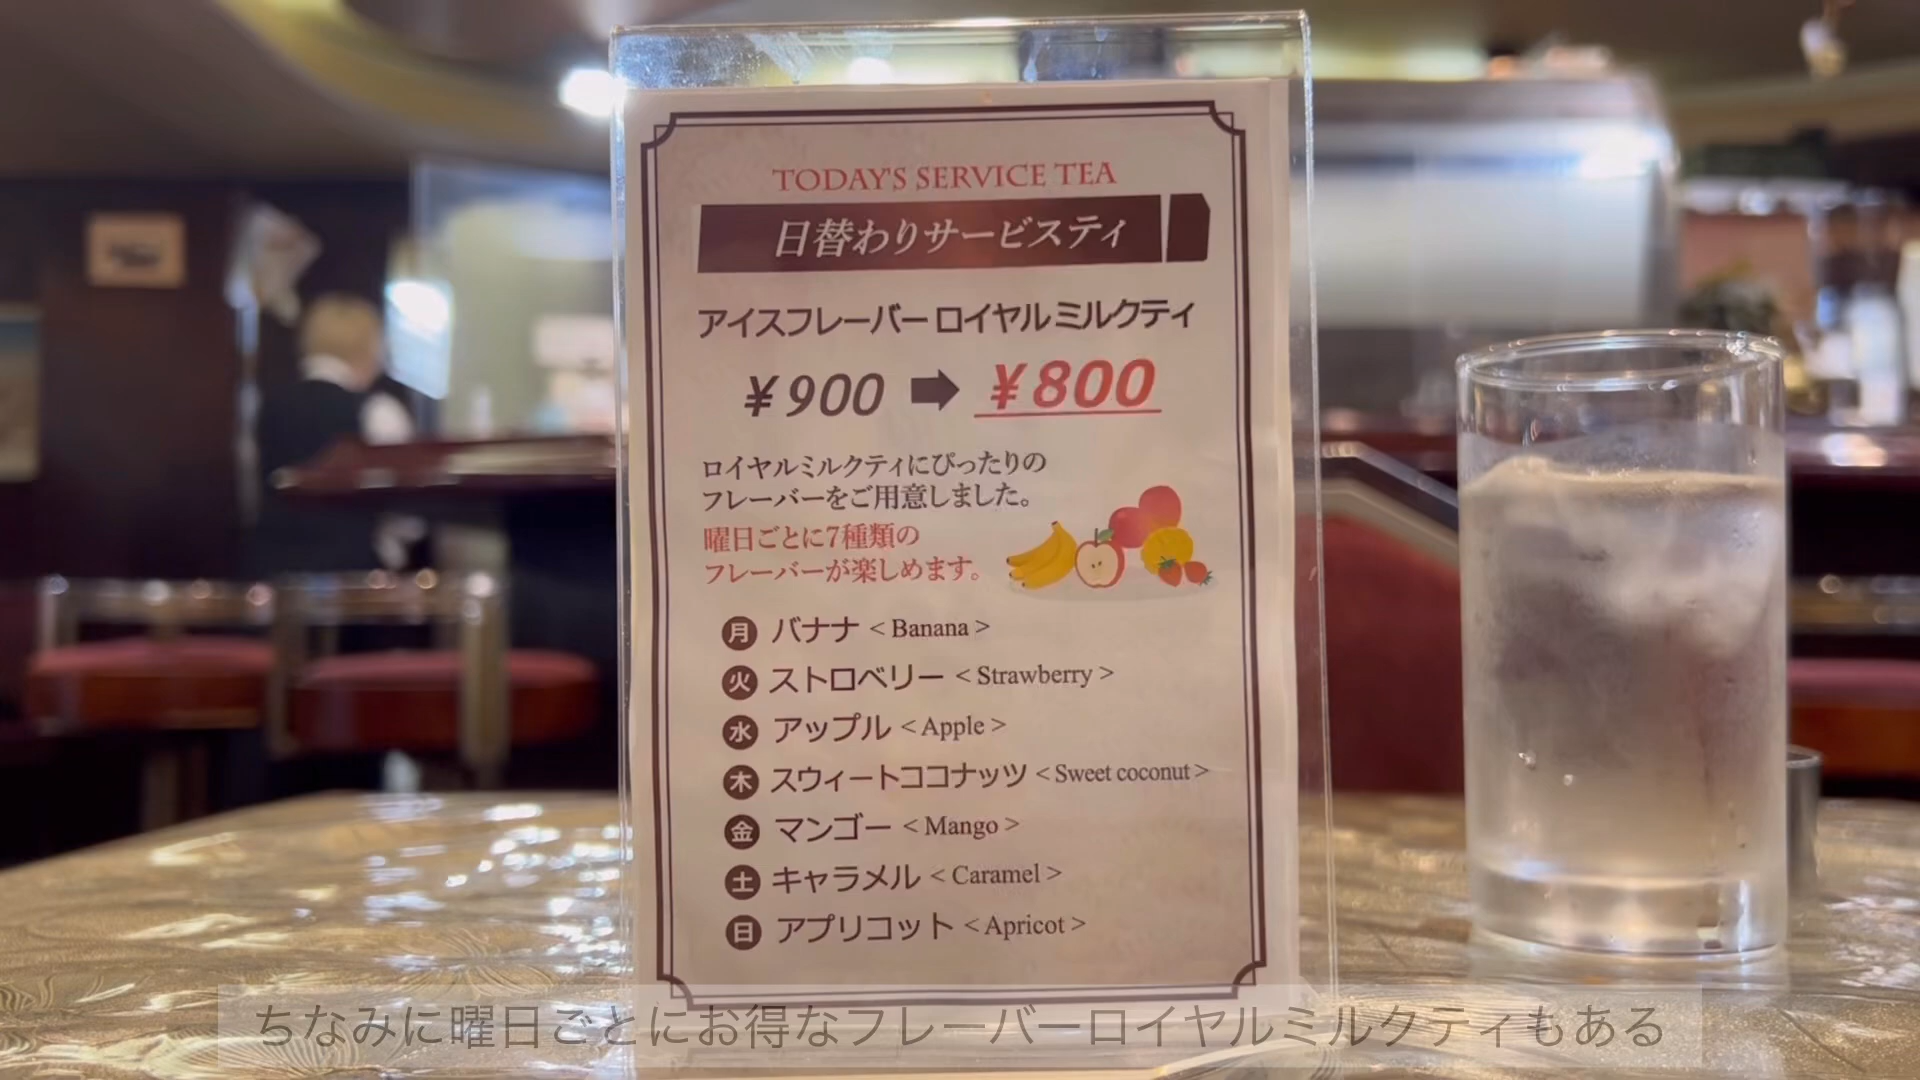 TODAY'S SERVICE TEA
日替わりサービスティ
アイスフレーバー ロイヤルミルクティ
¥900 ➡ ¥800
ロイヤルミルクティにぴったりの
フレーバーをご用意しました。
曜日ごとに7種類の
フレーバーが楽しめます。
月 バナナ < Banana >
火 ストロベリー < Strawberry >
水 アップル < Apple >
木 スウィートココナッツ < Sweet coconut >
金 マンゴー < Mango >
土 キャラメル < Caramel >
日 アプリコット < Apricot >
ちなみに曜日ごとにお得なフレーバーロイヤルミルクティもある